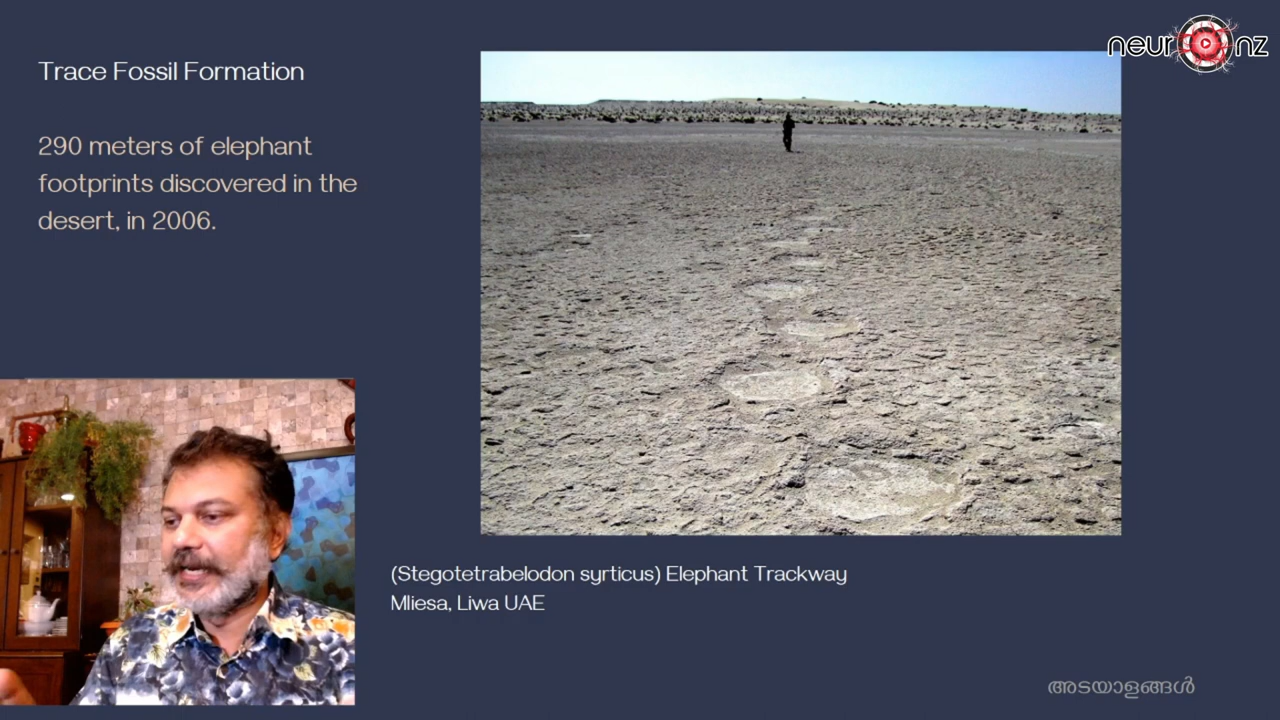 neuronz
Trace Fossil Formation
290 meters of elephant
footprints discovered in the
desert, in 2006.
(Stegotetrabelodon syrticus) Elephant Trackway
Mliesa, Liwa UAE
അടയാളങ്ങൾ